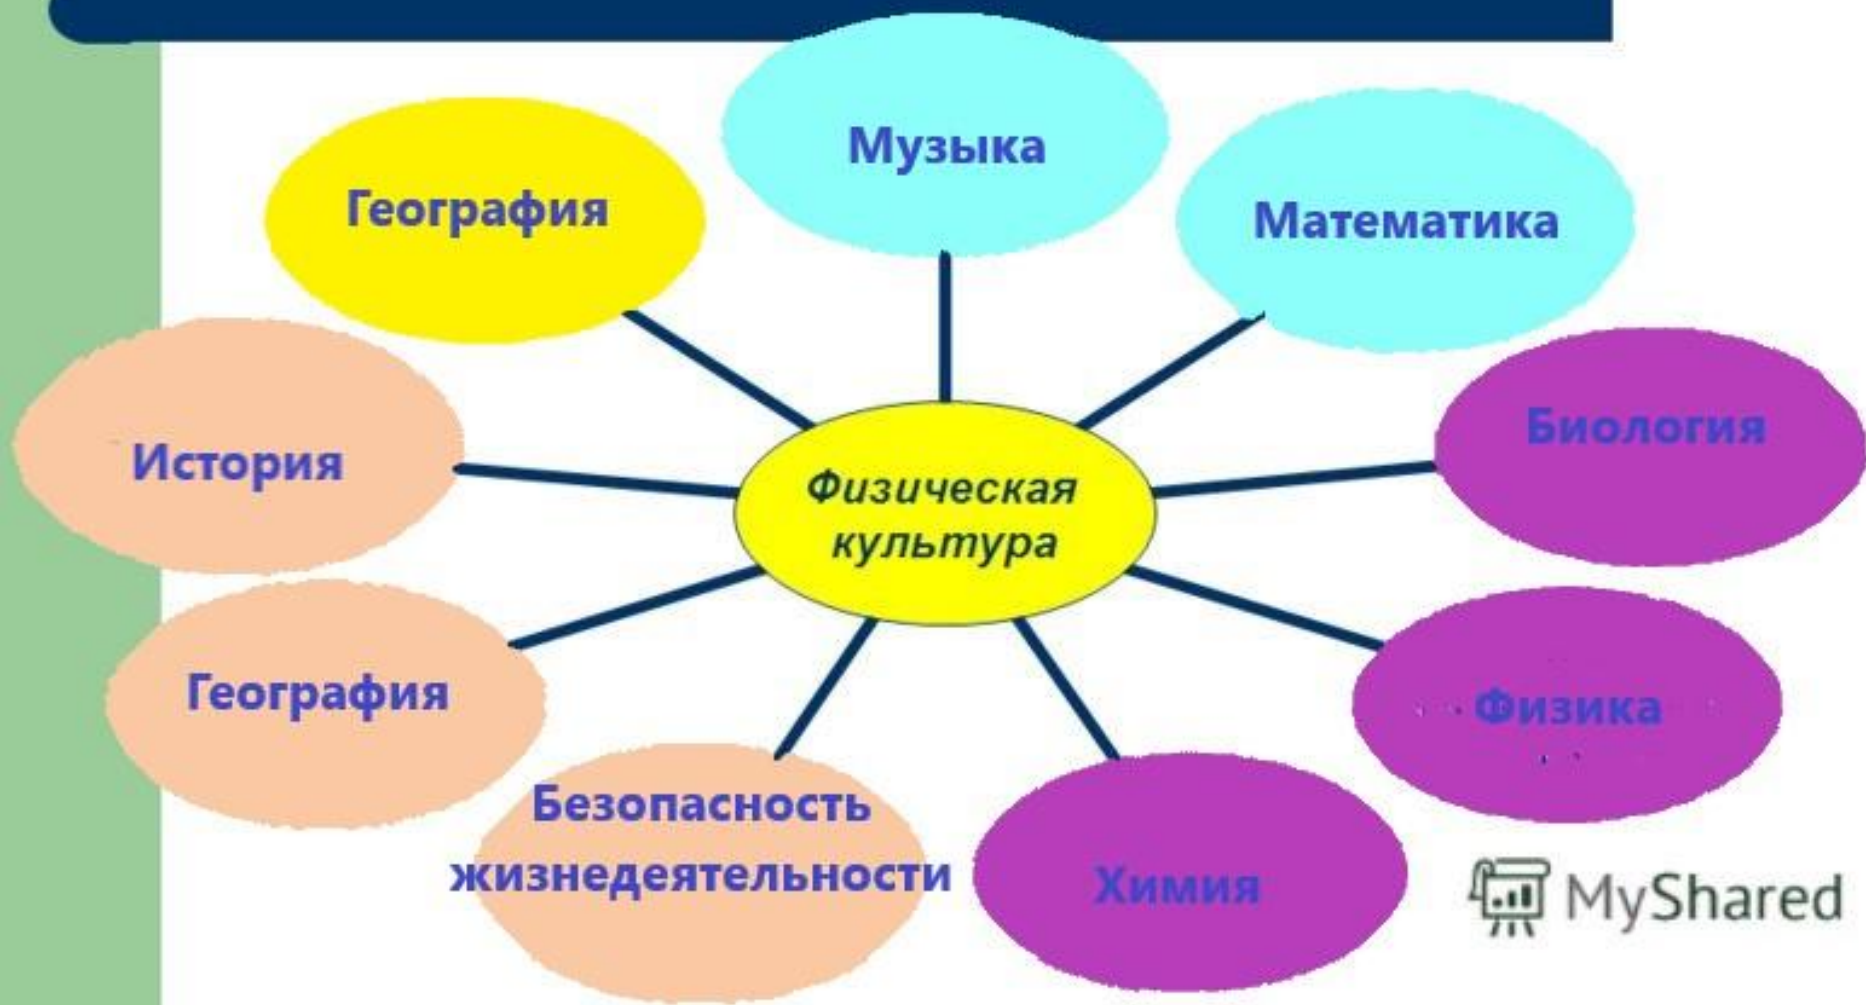 Музыка
География
Математика
Биология
История
Физическая
культура
География
Физика
Безопасность
жизнедеятельности
Химия
MyShared